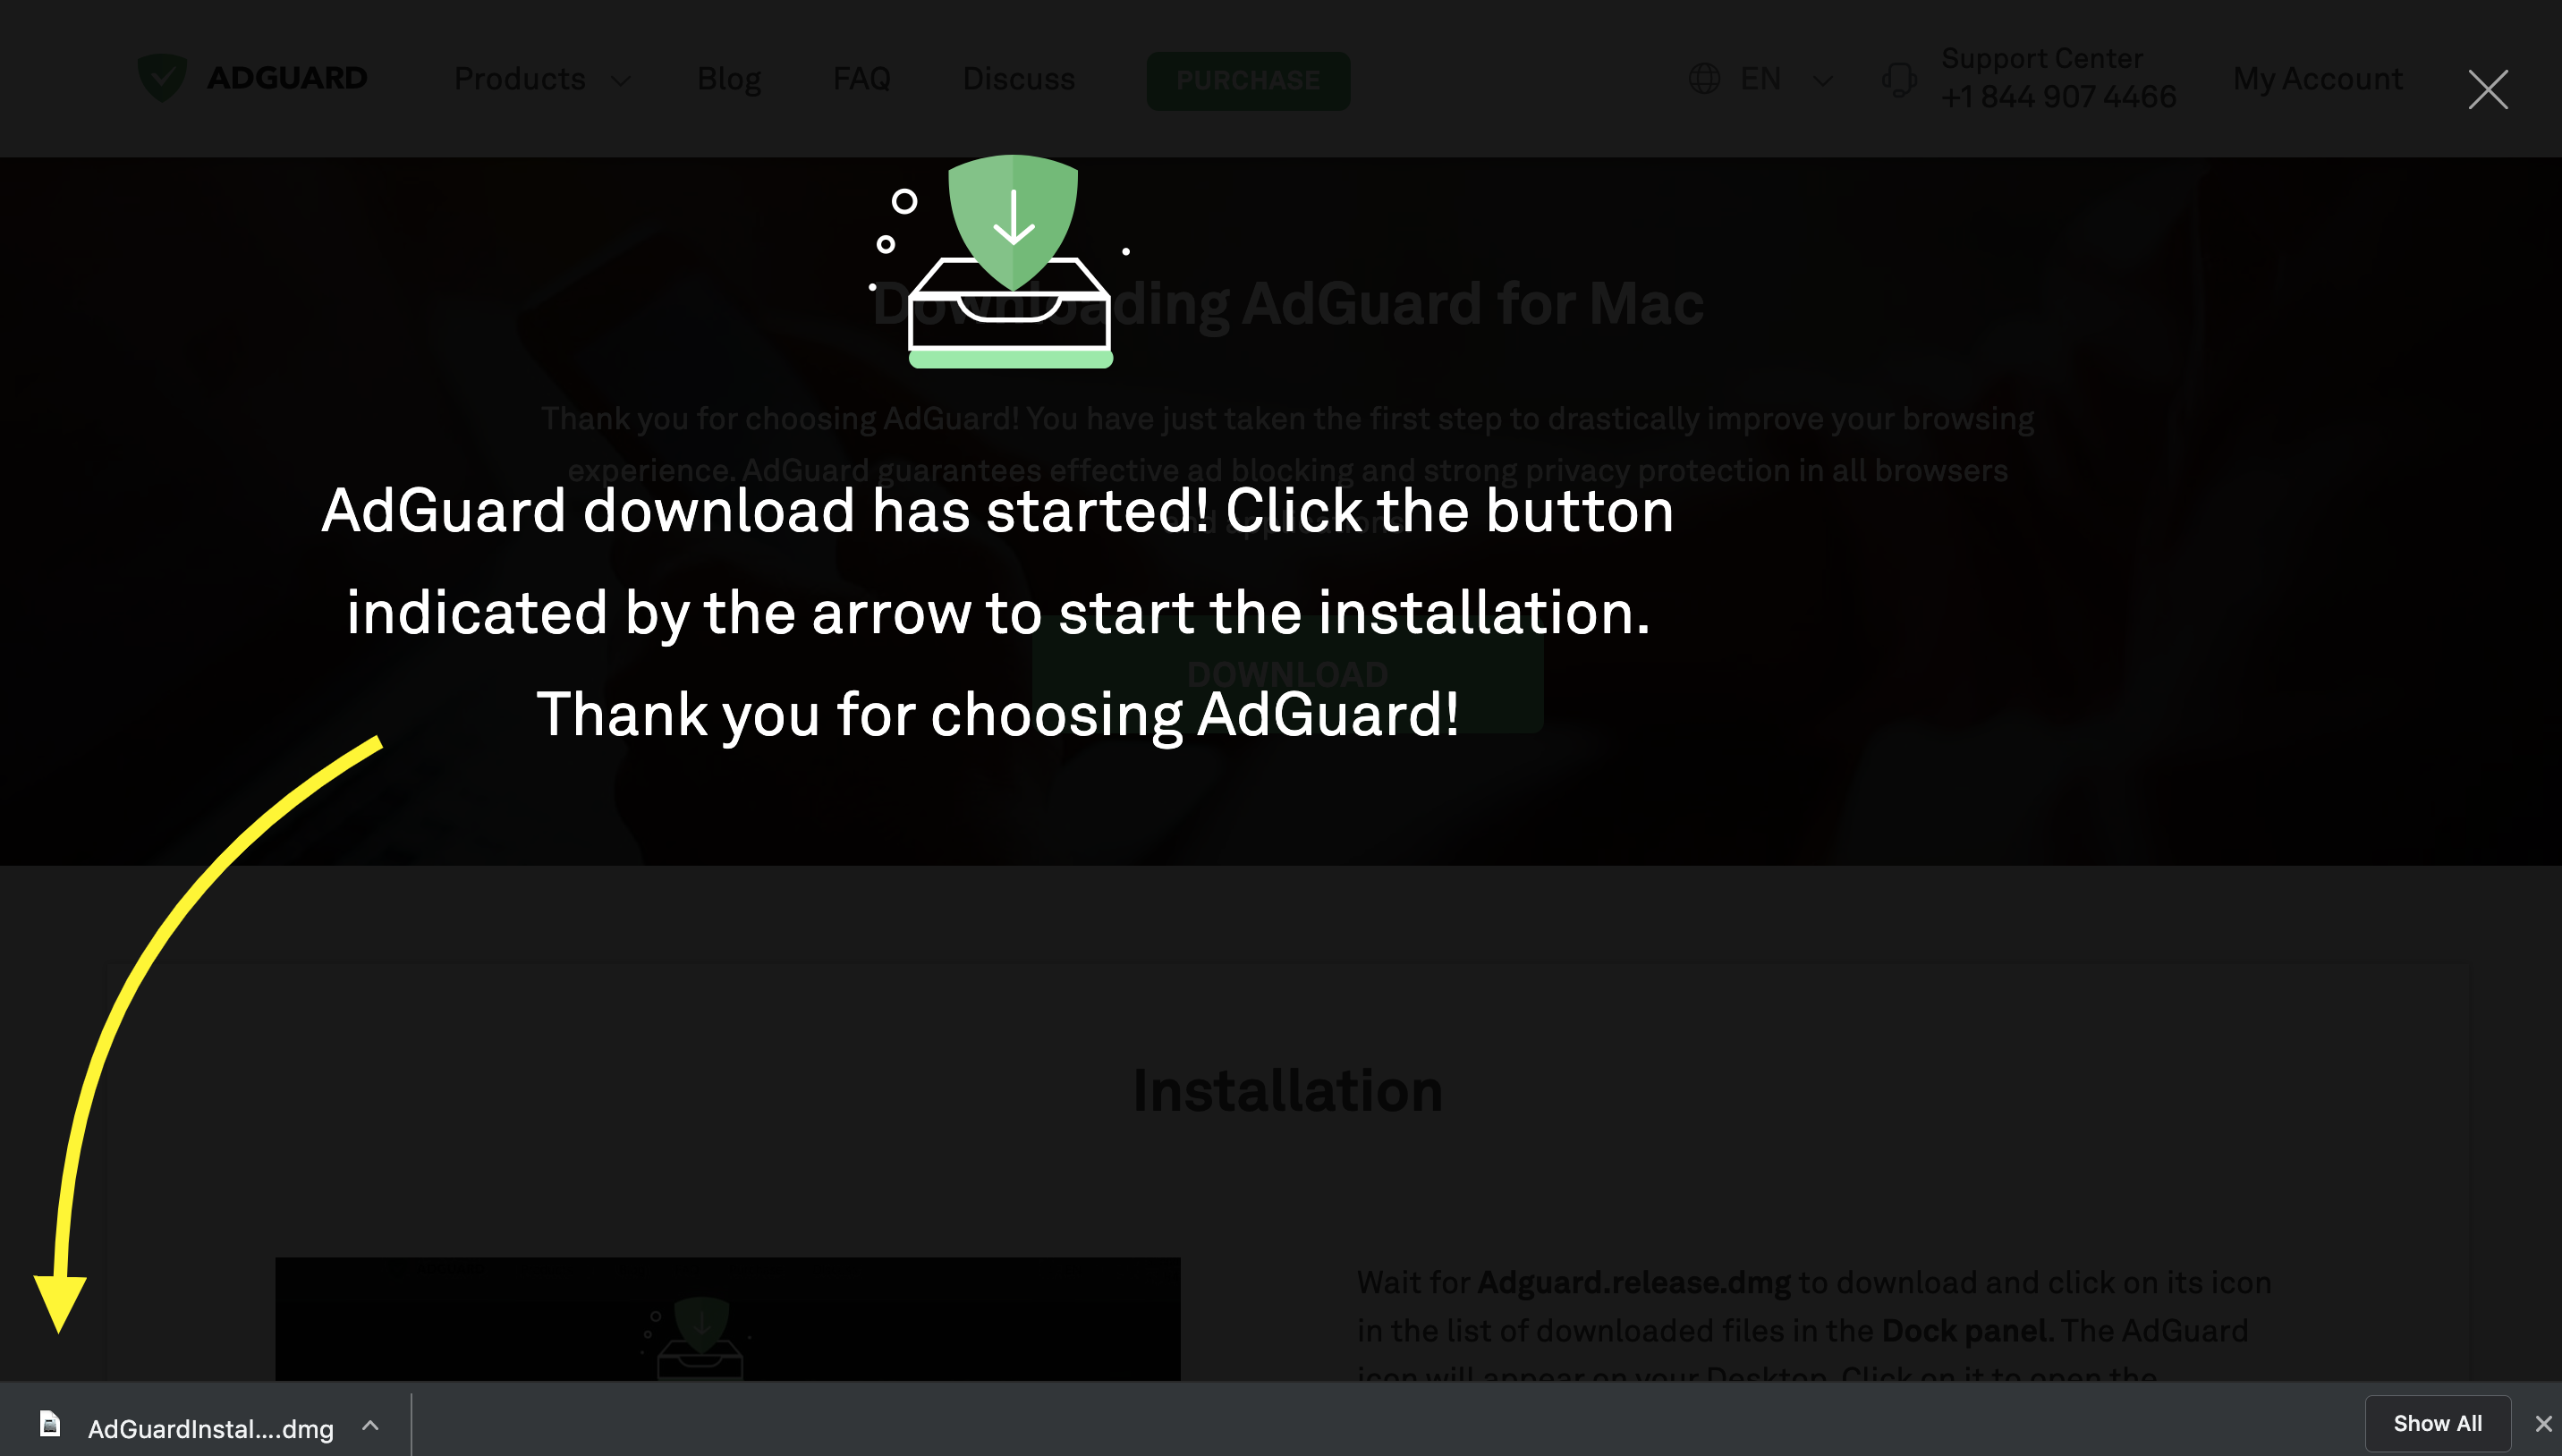 ADGUARD
Products
Blog
FAQ
Discuss
PURCHASE
EN
Support Center
+1 844 907 4466
My Account
Downloading AdGuard for Mac
Thank you for choosing AdGuard! You have just taken the first step to drastically improve your browsing
experience. AdGuard guarantees effective ad blocking and strong privacy protection in all browsers
and applications.
AdGuard download has started! Click the button
indicated by the arrow to start the installation.
Thank you for choosing AdGuard!
DOWNLOAD
Installation
Wait for Adguard.release.dmg to download and click on its icon
in the list of downloaded files in the Dock panel. The AdGuard
icon will appear on your Desktop. Click on it to open the
AdGuardInstal....dmg
Show All